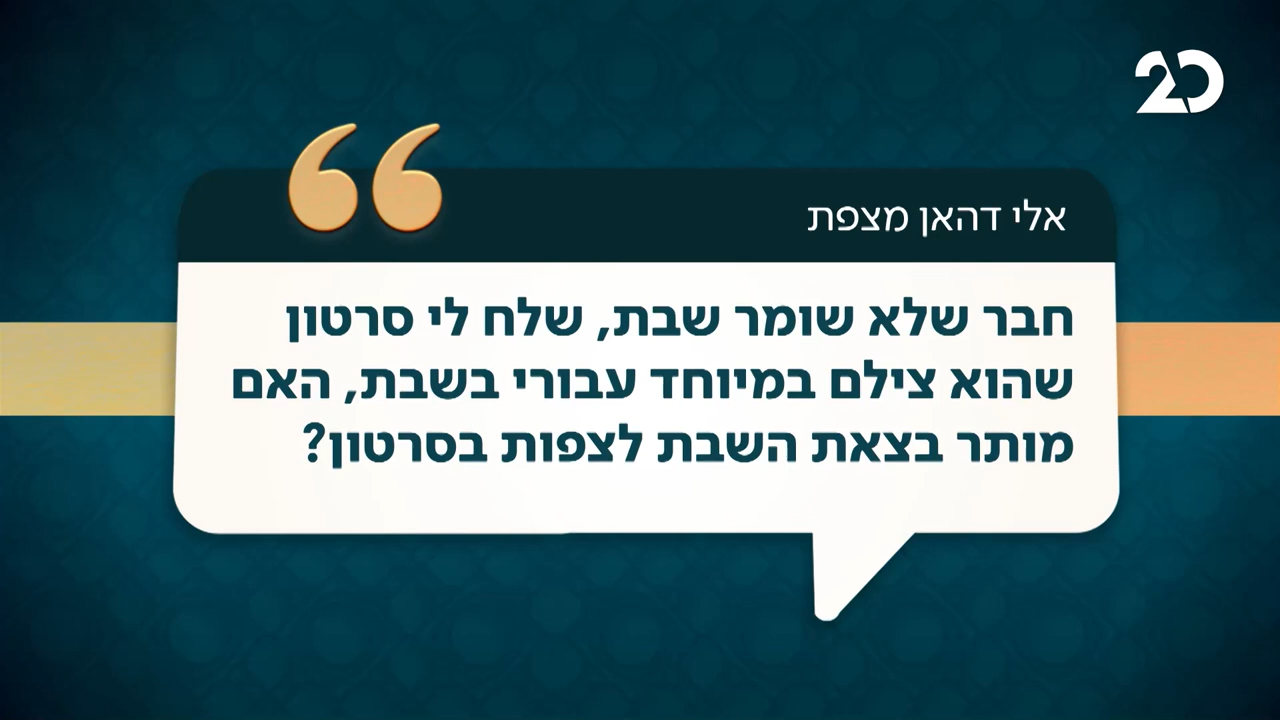 20
אלי דהאן מצפת
חבר שלא שומר שבת, שלח לי סרטון
שהוא צילם במיוחד עבורי בשבת, האם
מותר בצאת השבת לצפות בסרטון?